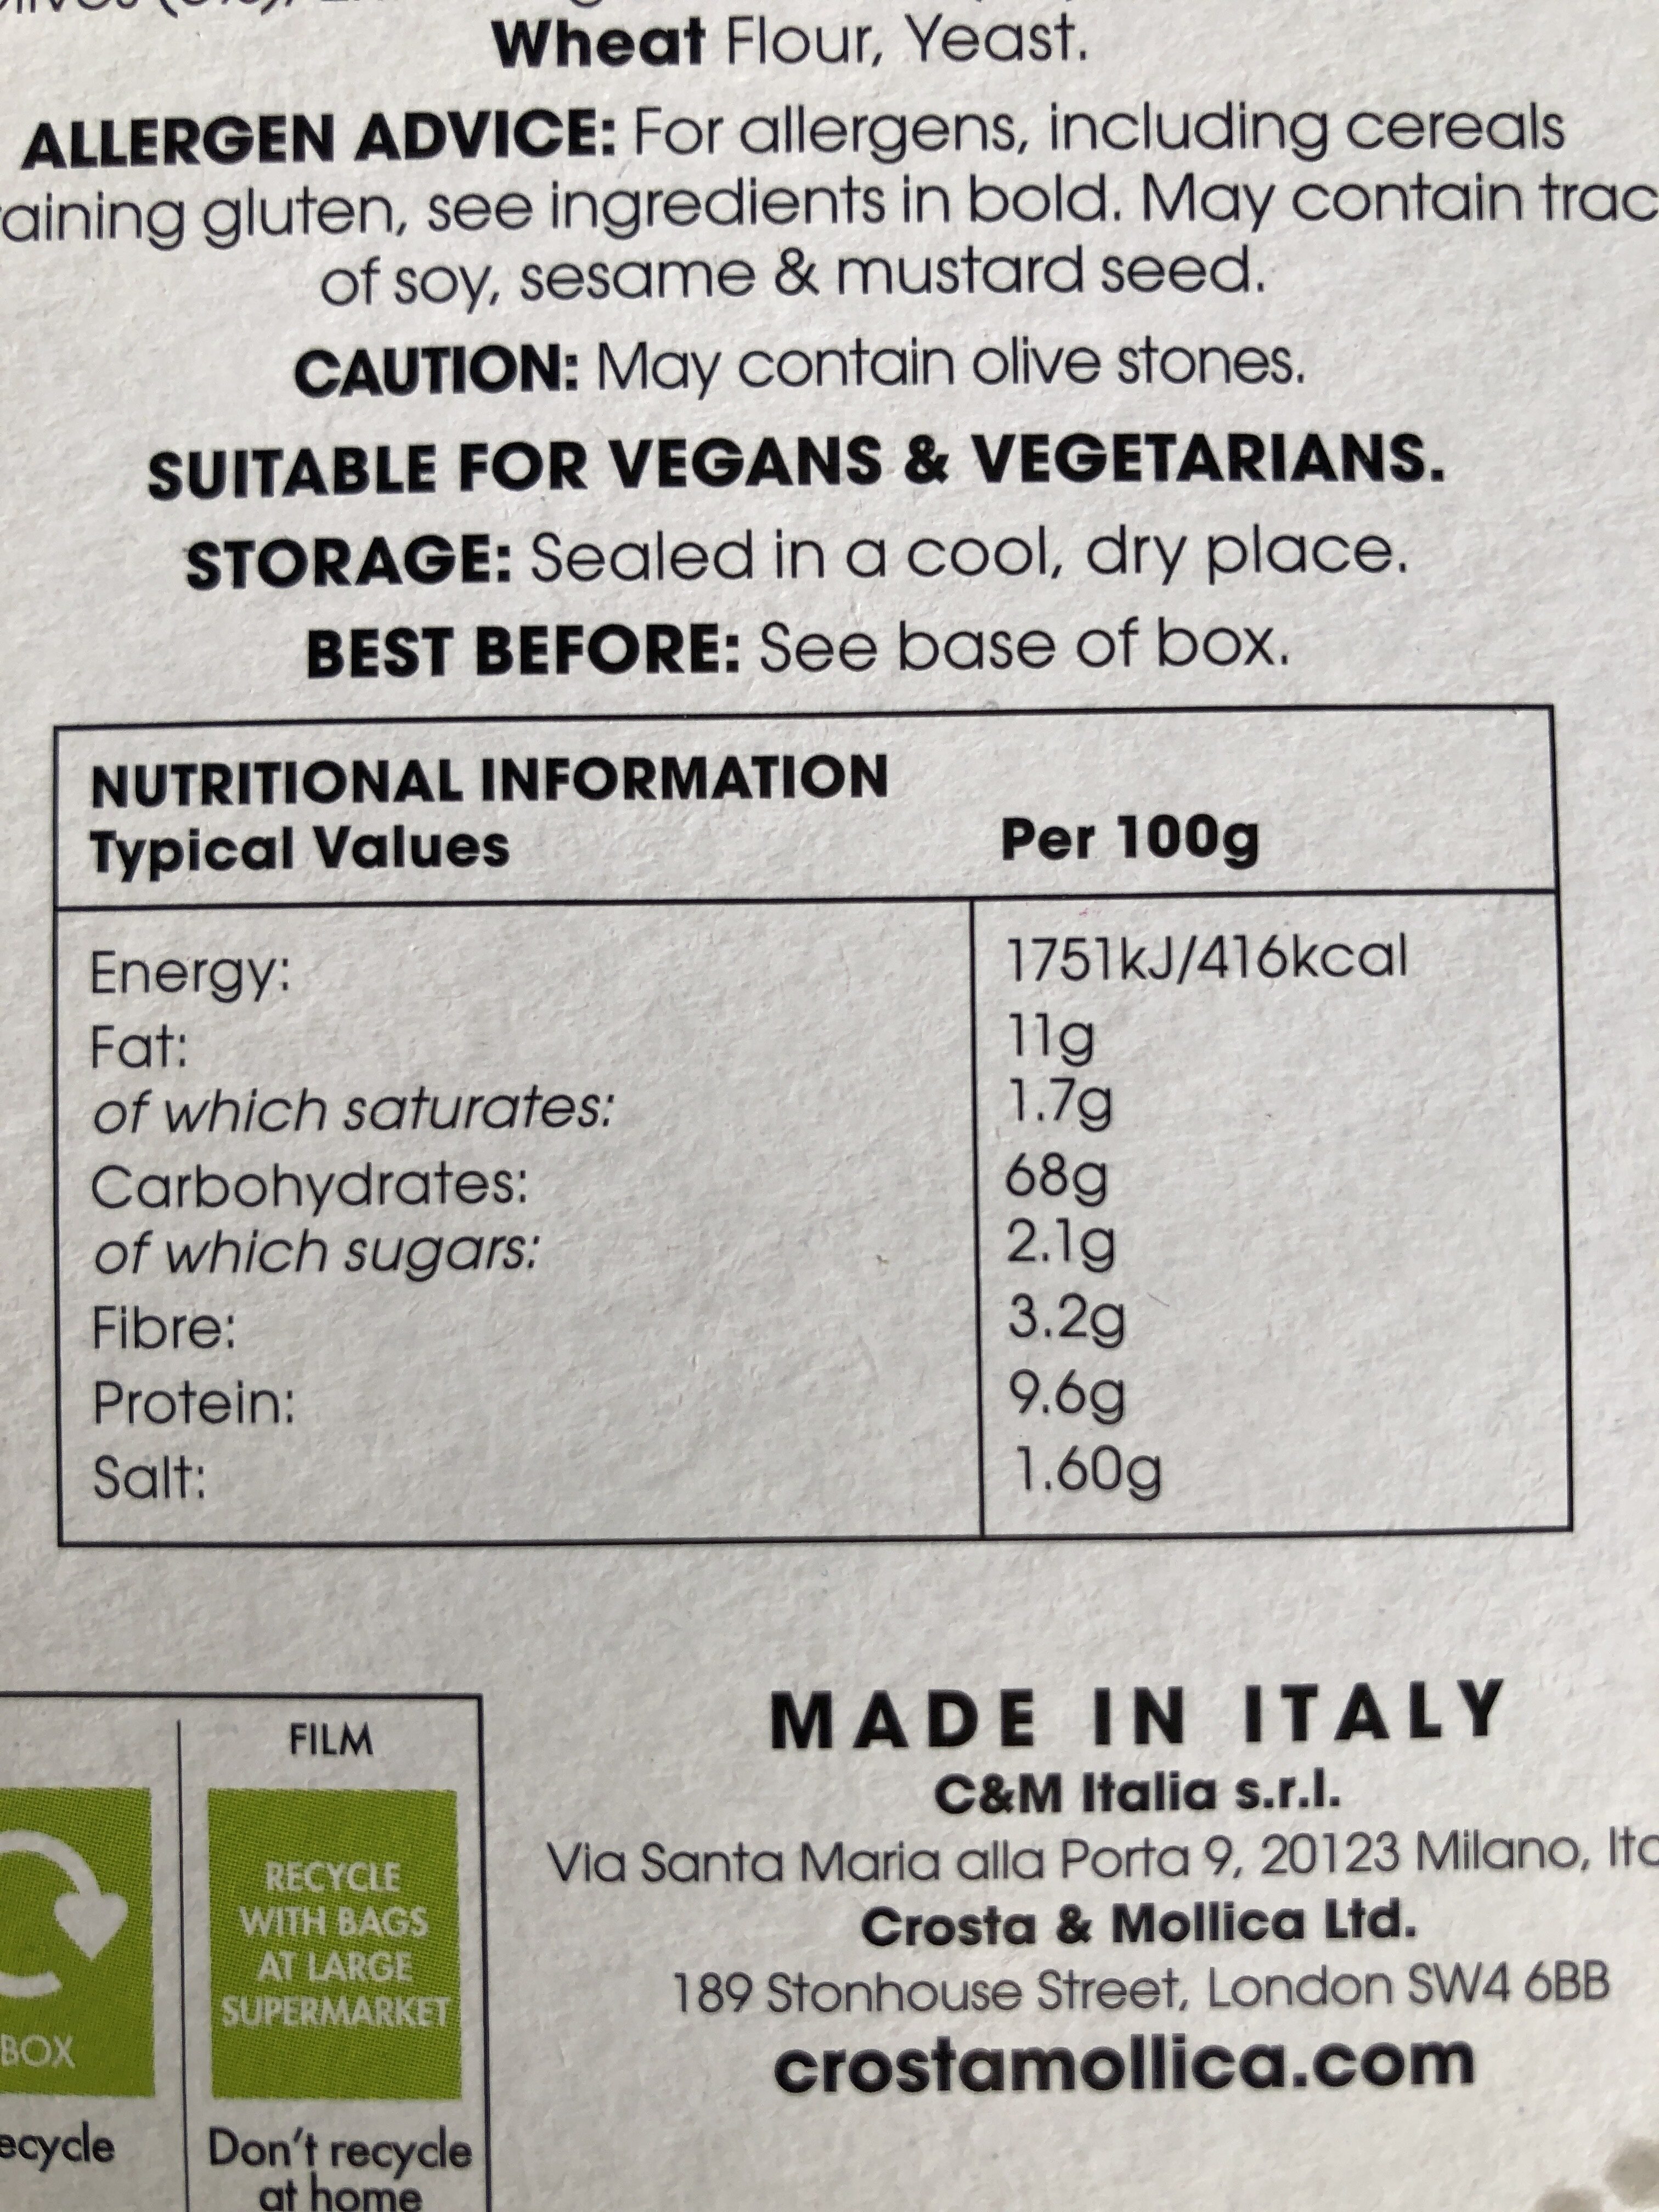 Wheat Flour, Yeast.
ALLERGEN ADVICE: For allergens, including cereals
aining gluten, see ingredients in bold. May contain trac
of soy, sesame & mustard seed.
CAUTION: May contain olive stones.
SUITABLE FOR VEGANS & VEGETARIANS.
STORAGE: Sealed in a cool, dry place.
BEST BEFORE: See base of box.
NUTRITIONAL INFORMATION
Typical Values Per 100g
Energy: 1751kJ/416kcal
Fat: 11g
of which saturates: 1.7g
Carbohydrates: 68g
of which sugars: 2.1g
Fibre: 3.2g
Protein: 9.6g
Salt: 1.60g
BOX
ecycle
FILM
RECYCLE
WITH BAGS
AT LARGE
SUPERMARKET
Don't recycle
at home
MADE IN ITALY
C&M Italia s.r.l.
Via Santa Maria alla Porta 9, 20123 Milano, Ita
Crosta & Mollica Ltd.
189 Stonhouse Street, London SW4 6BB
crostamollica.com